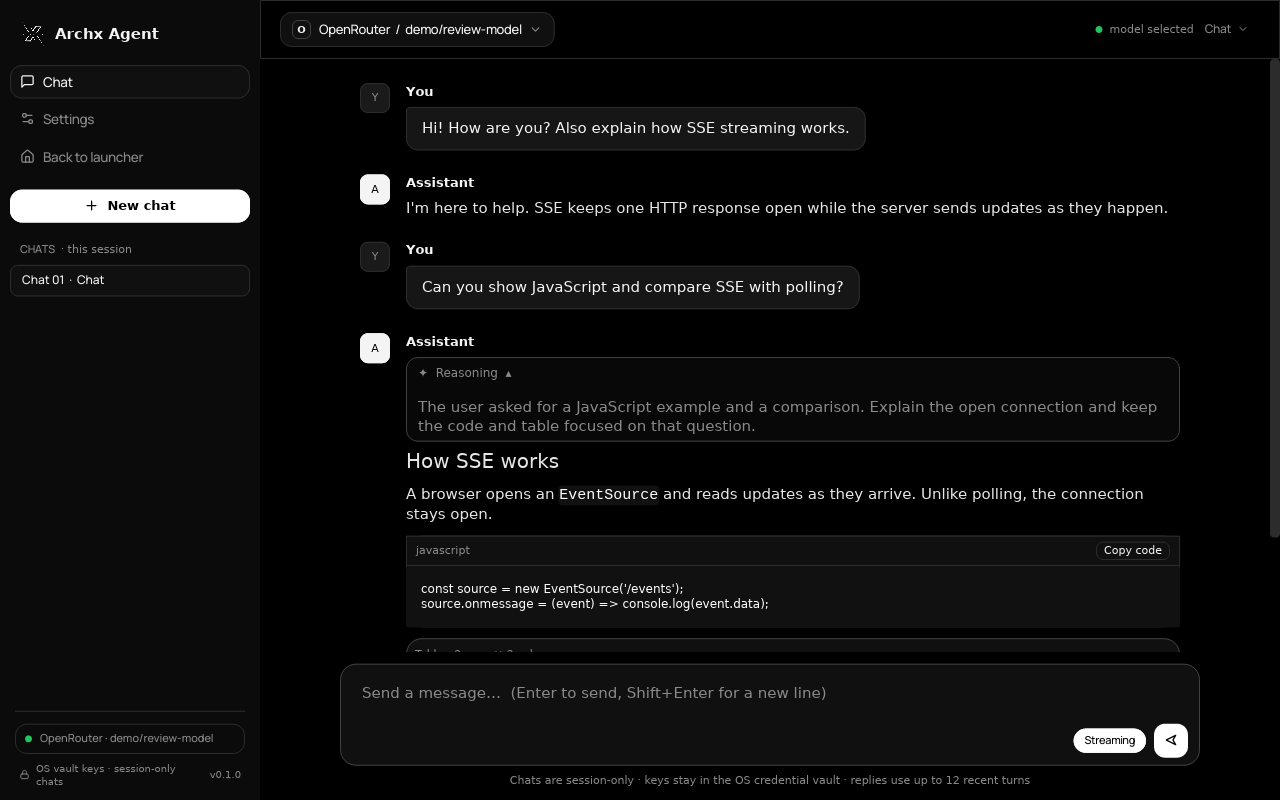 Archx Agent
Chat
Settings
Back to launcher
+ New chat
CHATS · this session
Chat 01 · Chat
OpenRouter · demo/review-model
OS vault keys · session-only
chats
v0.1.0
O OpenRouter / demo/review-model
model selected Chat
Y
You
Hi! How are you? Also explain how SSE streaming works.
A
Assistant
I'm here to help. SSE keeps one HTTP response open while the server sends updates as they happen.
Y
You
Can you show JavaScript and compare SSE with polling?
A
Assistant
✦ Reasoning ▴
The user asked for a JavaScript example and a comparison. Explain the open connection and keep
the code and table focused on that question.
How SSE works
A browser opens an EventSource and reads updates as they arrive. Unlike polling, the connection
stays open.
javascript
Copy code
const source = new EventSource('/events');
source.onmessage = (event) => console.log(event.data);
Send a message... (Enter to send, Shift+Enter for a new line)
Streaming
Chats are session-only · keys stay in the OS credential vault · replies use up to 12 recent turns